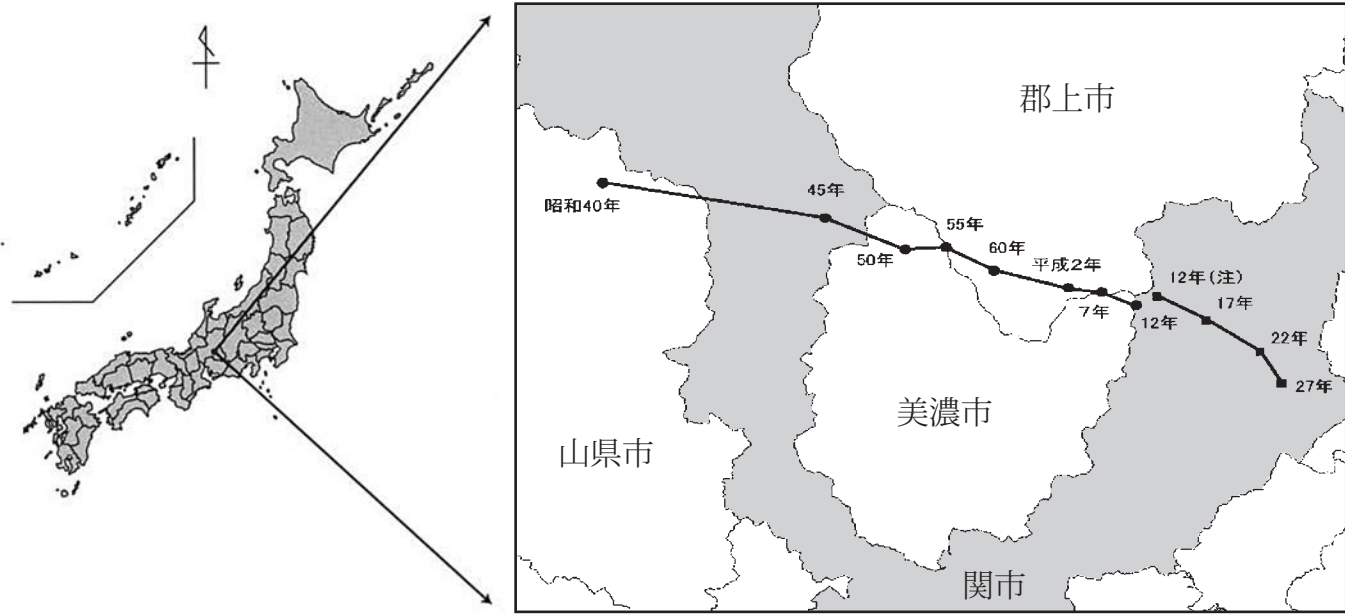 郡上市
昭和40年
45年
50年
55年
60年
平成2年
7年
12年
12年(注)
17年
22年
27年
美濃市
山県市
関市